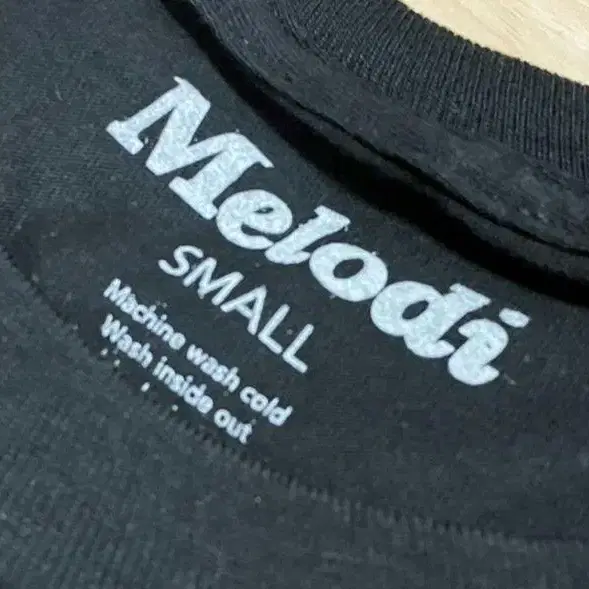 Melodi
SMALL
Machine wash cold
Wash inside out